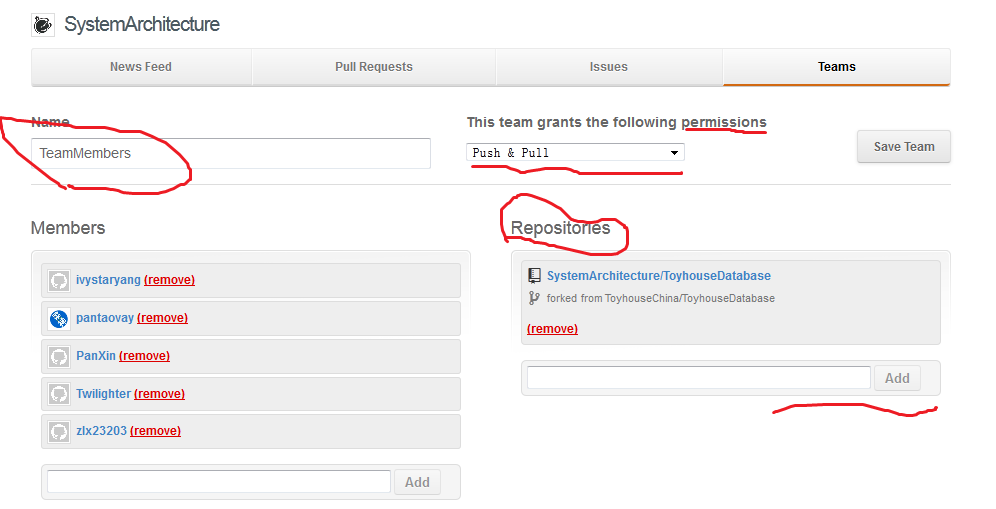 SystemArchitecture
News Feed
Pull Requests
Issues
Teams
Name
TeamMembers
This team grants the following permissions
Push & Pull
Save Team
Members
ivystaryang (remove)
pantaovay (remove)
PanXin (remove)
Twilighter (remove)
zlx23203 (remove)
Add
Repositories
SystemArchitecture/ToyhouseDatabase
forked from ToyhouseChina/ToyhouseDatabase
(remove)
Add